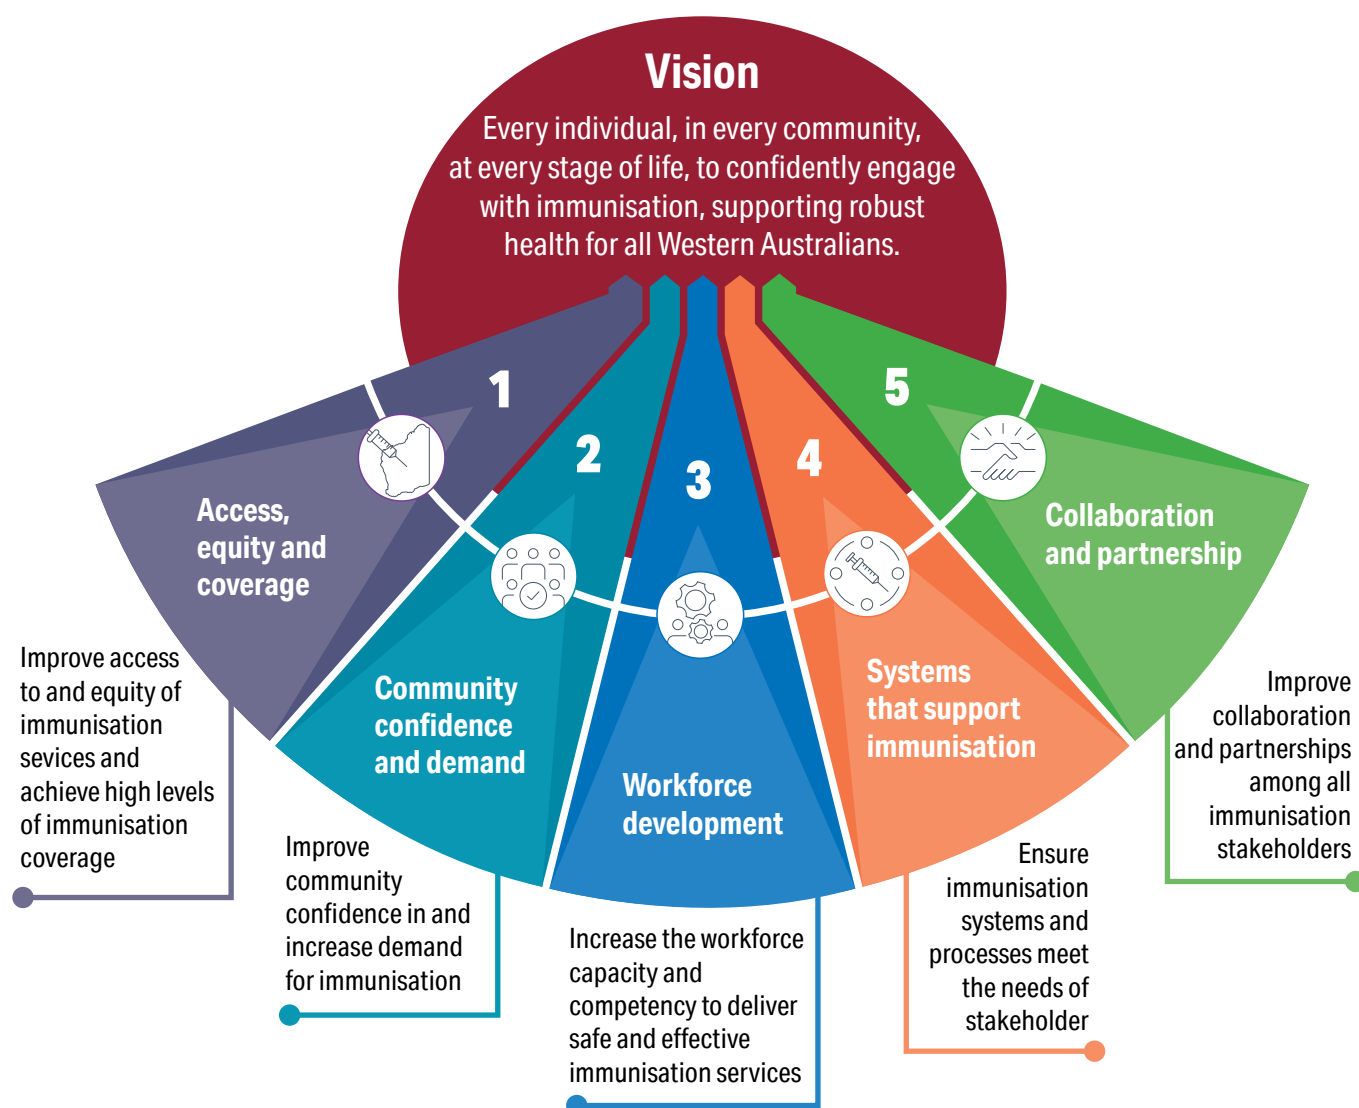 Vision
Every individual, in every community,
at every stage of life, to confidently engage
with immunisation, supporting robust
health for all Western Australians.
1
Access,
equity and
coverage
Improve access
to and equity of
immunisation
sevices and
achieve high levels
of immunisation
coverage
2
Community
confidence
and demand
Improve
community
confidence in and
increase demand
for immunisation
3
Workforce
development
Increase the workforce
capacity and
competency to deliver
safe and effective
immunisation services
4
Systems
that support
immunisation
Ensure
immunisation
systems and
processes meet
the needs of
stakeholder
5
Collaboration
and partnership
Improve
collaboration
and partnerships
among all
immunisation
stakeholders